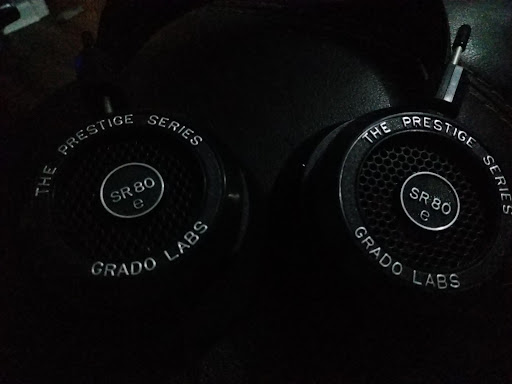 THE PRESTIGE SERIES
SR80
e
GRADO LABS
THE PRESTIGE SERIES
SR80
e
GRADO LABS